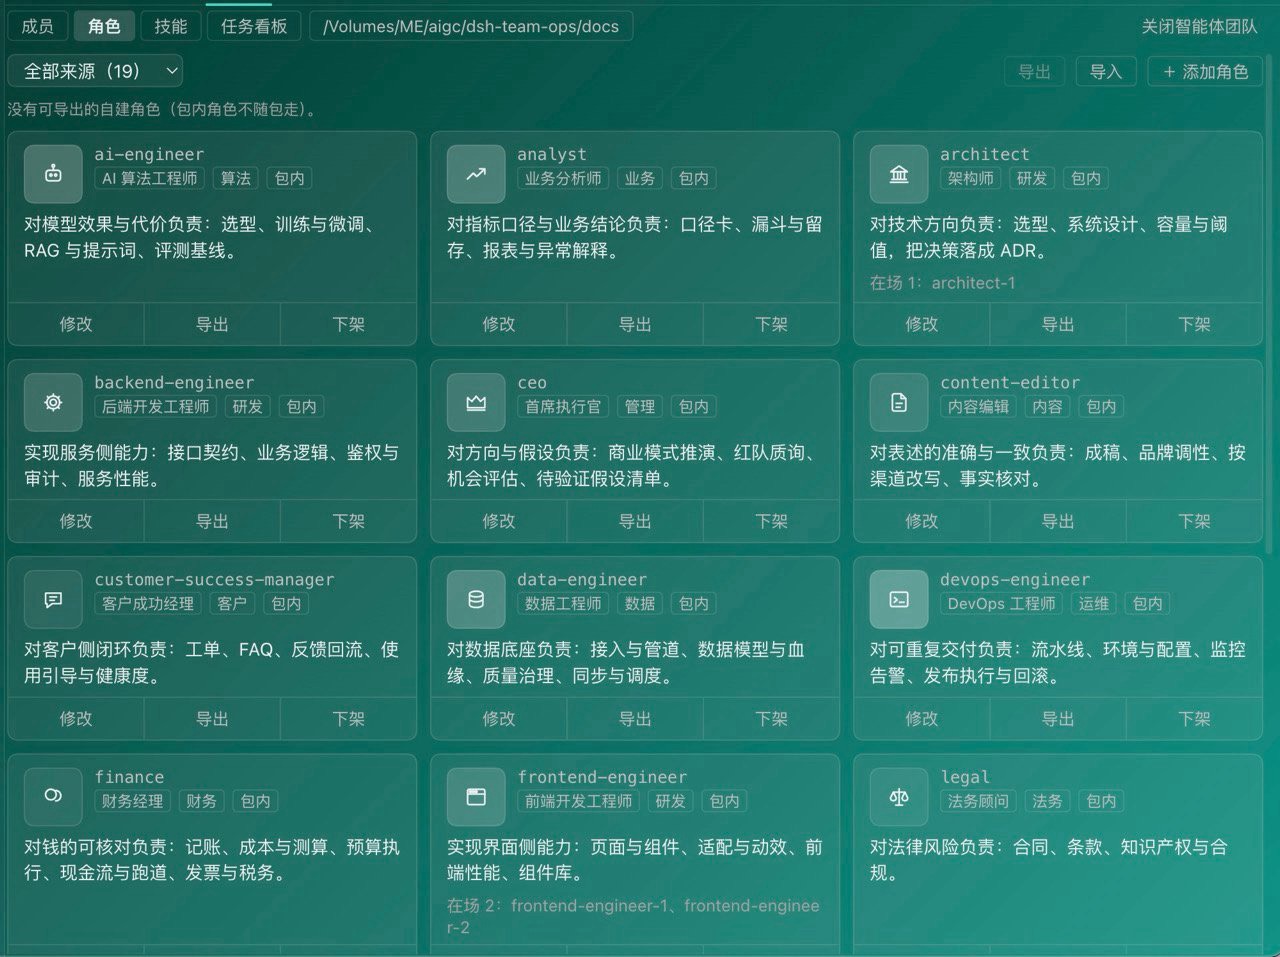 成员 角色 技能 任务看板 /Volumes/ME/aigc/dsh-team-ops/docs 关闭智能体团队
全部来源（19） 导出 导入 + 添加角色
没有可导出的自建角色（包内角色不随包走）。
ai-engineer
AI 算法工程师 算法 包内
对模型效果与代价负责：选型、训练与微调、
RAG 与提示词、评测基线。
修改 导出 下架
analyst
业务分析师 业务 包内
对指标口径与业务结论负责：口径卡、漏斗与留
存、报表与异常解释。
修改 导出 下架
architect
架构师 研发 包内
对技术方向负责：选型、系统设计、容量与阈
值，把决策落成 ADR。
在场 1：architect-1
修改 导出 下架
backend-engineer
后端开发工程师 研发 包内
实现服务侧能力：接口契约、业务逻辑、鉴权与
审计、服务性能。
修改 导出 下架
ceo
首席执行官 管理 包内
对方向与假设负责：商业模式推演、红队质询、
机会评估、待验证假设清单。
修改 导出 下架
content-editor
内容编辑 内容 包内
对表述的准确与一致负责：成稿、品牌调性、按
渠道改写、事实核对。
修改 导出 下架
customer-success-manager
客户成功经理 客户 包内
对客户侧闭环负责：工单、FAQ、反馈回流、使
用引导与健康度。
修改 导出 下架
data-engineer
数据工程师 数据 包内
对数据底座负责：接入与管道、数据模型与血
缘、质量治理、同步与调度。
修改 导出 下架
devops-engineer
DevOps 工程师 运维 包内
对可重复交付负责：流水线、环境与配置、监控
告警、发布执行与回滚。
修改 导出 下架
finance
财务经理 财务 包内
对钱的可核对负责：记账、成本与测算、预算执
行、现金流与跑道、发票与税务。
frontend-engineer
前端开发工程师 研发 包内
实现界面侧能力：页面与组件、适配与动效、前
端性能、组件库。
在场 2：frontend-engineer-1、frontend-enginee
r-2
legal
法务顾问 法务 包内
对法律风险负责：合同、条款、知识产权与合
规。